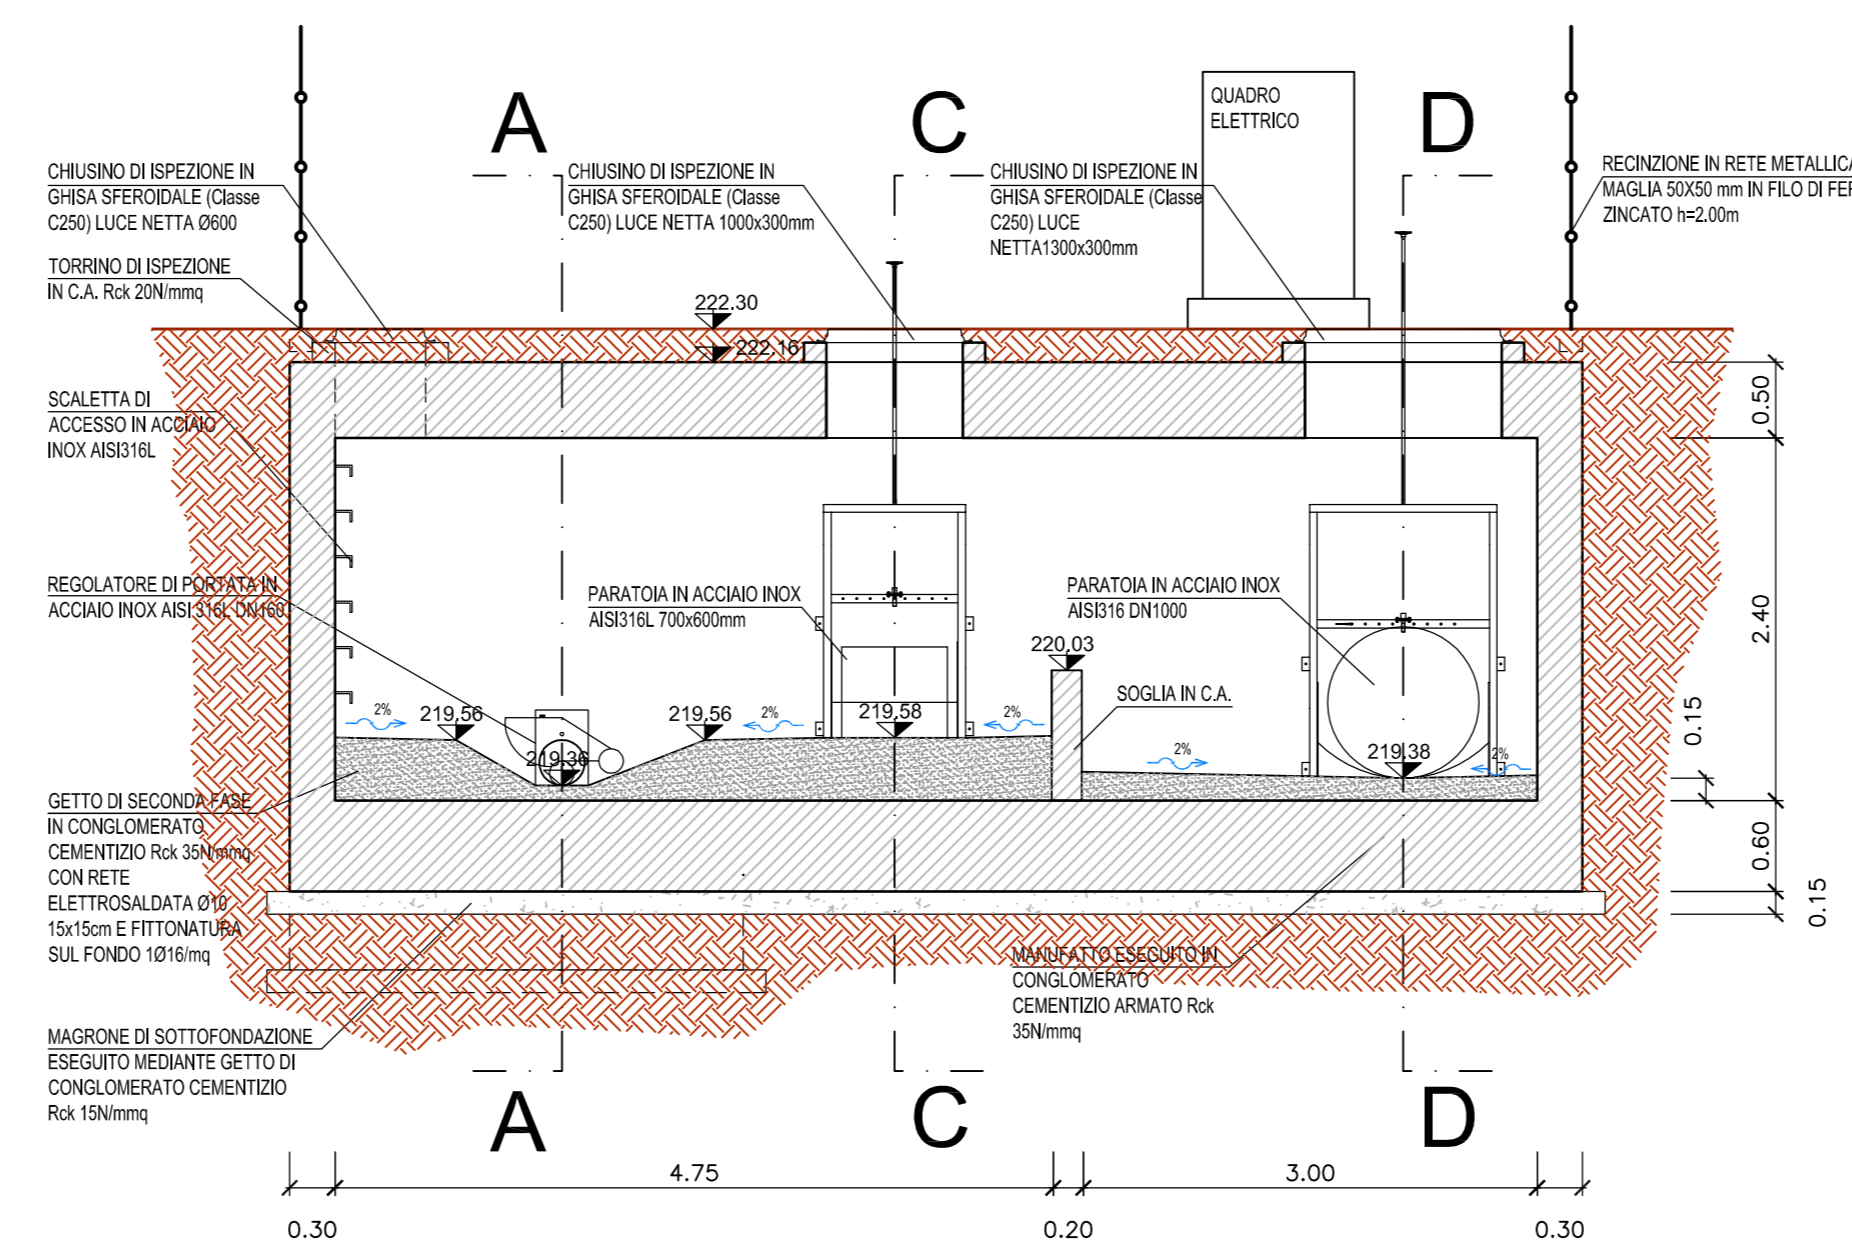 A
C
D
QUADRO
ELETTRICO
CHIUSINO DI ISPEZIONE IN
GHISA SFEROIDALE (Classe
C250) LUCE NETTA Ø600
CHIUSINO DI ISPEZIONE IN
GHISA SFEROIDALE (Classe
C250) LUCE NETTA 1000x300mm
CHIUSINO DI ISPEZIONE IN
GHISA SFEROIDALE (Classe
C250) LUCE
NETTA1300x300mm
RECINZIONE IN RETE METALLICA
MAGLIA 50X50 mm IN FILO DI FE
ZINCATO h=2.00m
TORRINO DI ISPEZIONE
IN C.A. Rck 20N/mmq
222.30
222.16
SCALETTA DI
ACCESSO IN ACCIAIO
INOX AISI316L
0.50
REGOLATORE DI PORTATA IN
ACCIAIO INOX AISI 316L DN160
PARATOIA IN ACCIAIO INOX
AISI316L 700x600mm
PARATOIA IN ACCIAIO INOX
AISI316 DN1000
2.40
220.03
SOGLIA IN C.A.
2%
219.56
219.56
2%
219.58
2%
219.36
2%
219.38
2%
0.15
GETTO DI SECONDA FASE
IN CONGLOMERATO
CEMENTIZIO Rck 35N/mmq
CON RETE
ELETTROSALDATA Ø10
15x15cm E FITTONATURA
SUL FONDO 1Ø16/mq
0.60
0.15
MANUFATTO ESEGUITO IN
CONGLOMERATO
CEMENTIZIO ARMATO Rck
35N/mmq
MAGRONE DI SOTTOFONDAZIONE
ESEGUITO MEDIANTE GETTO DI
CONGLOMERATO CEMENTIZIO
Rck 15N/mmq
A
C
D
4.75
3.00
0.30
0.20
0.30